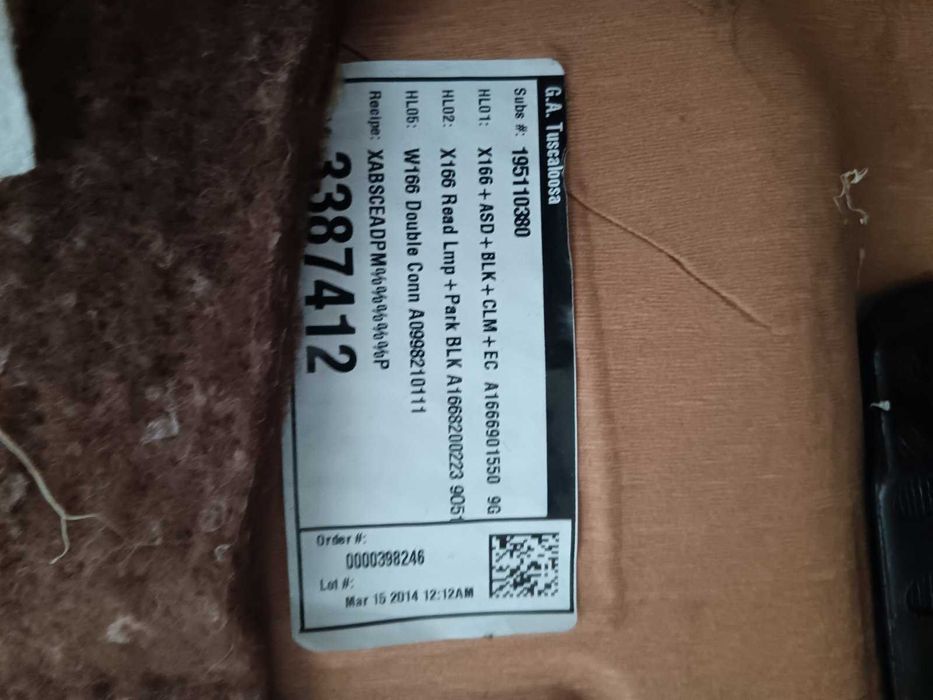 G.A. Tuscaloosa
Subs #: 195110380
HL01: X166 + ASD + BLK + CLM + EC A1666901550 9G
HL02: X166 Read Lmp + Park BLK A1668200223 9051
HL05: W166 Double Conn A0998210111
Recipe: XABSCEADPM%%%%%P
3387412
Order #:
0000398246
Lot #:
Mar 15 2014 12:12AM